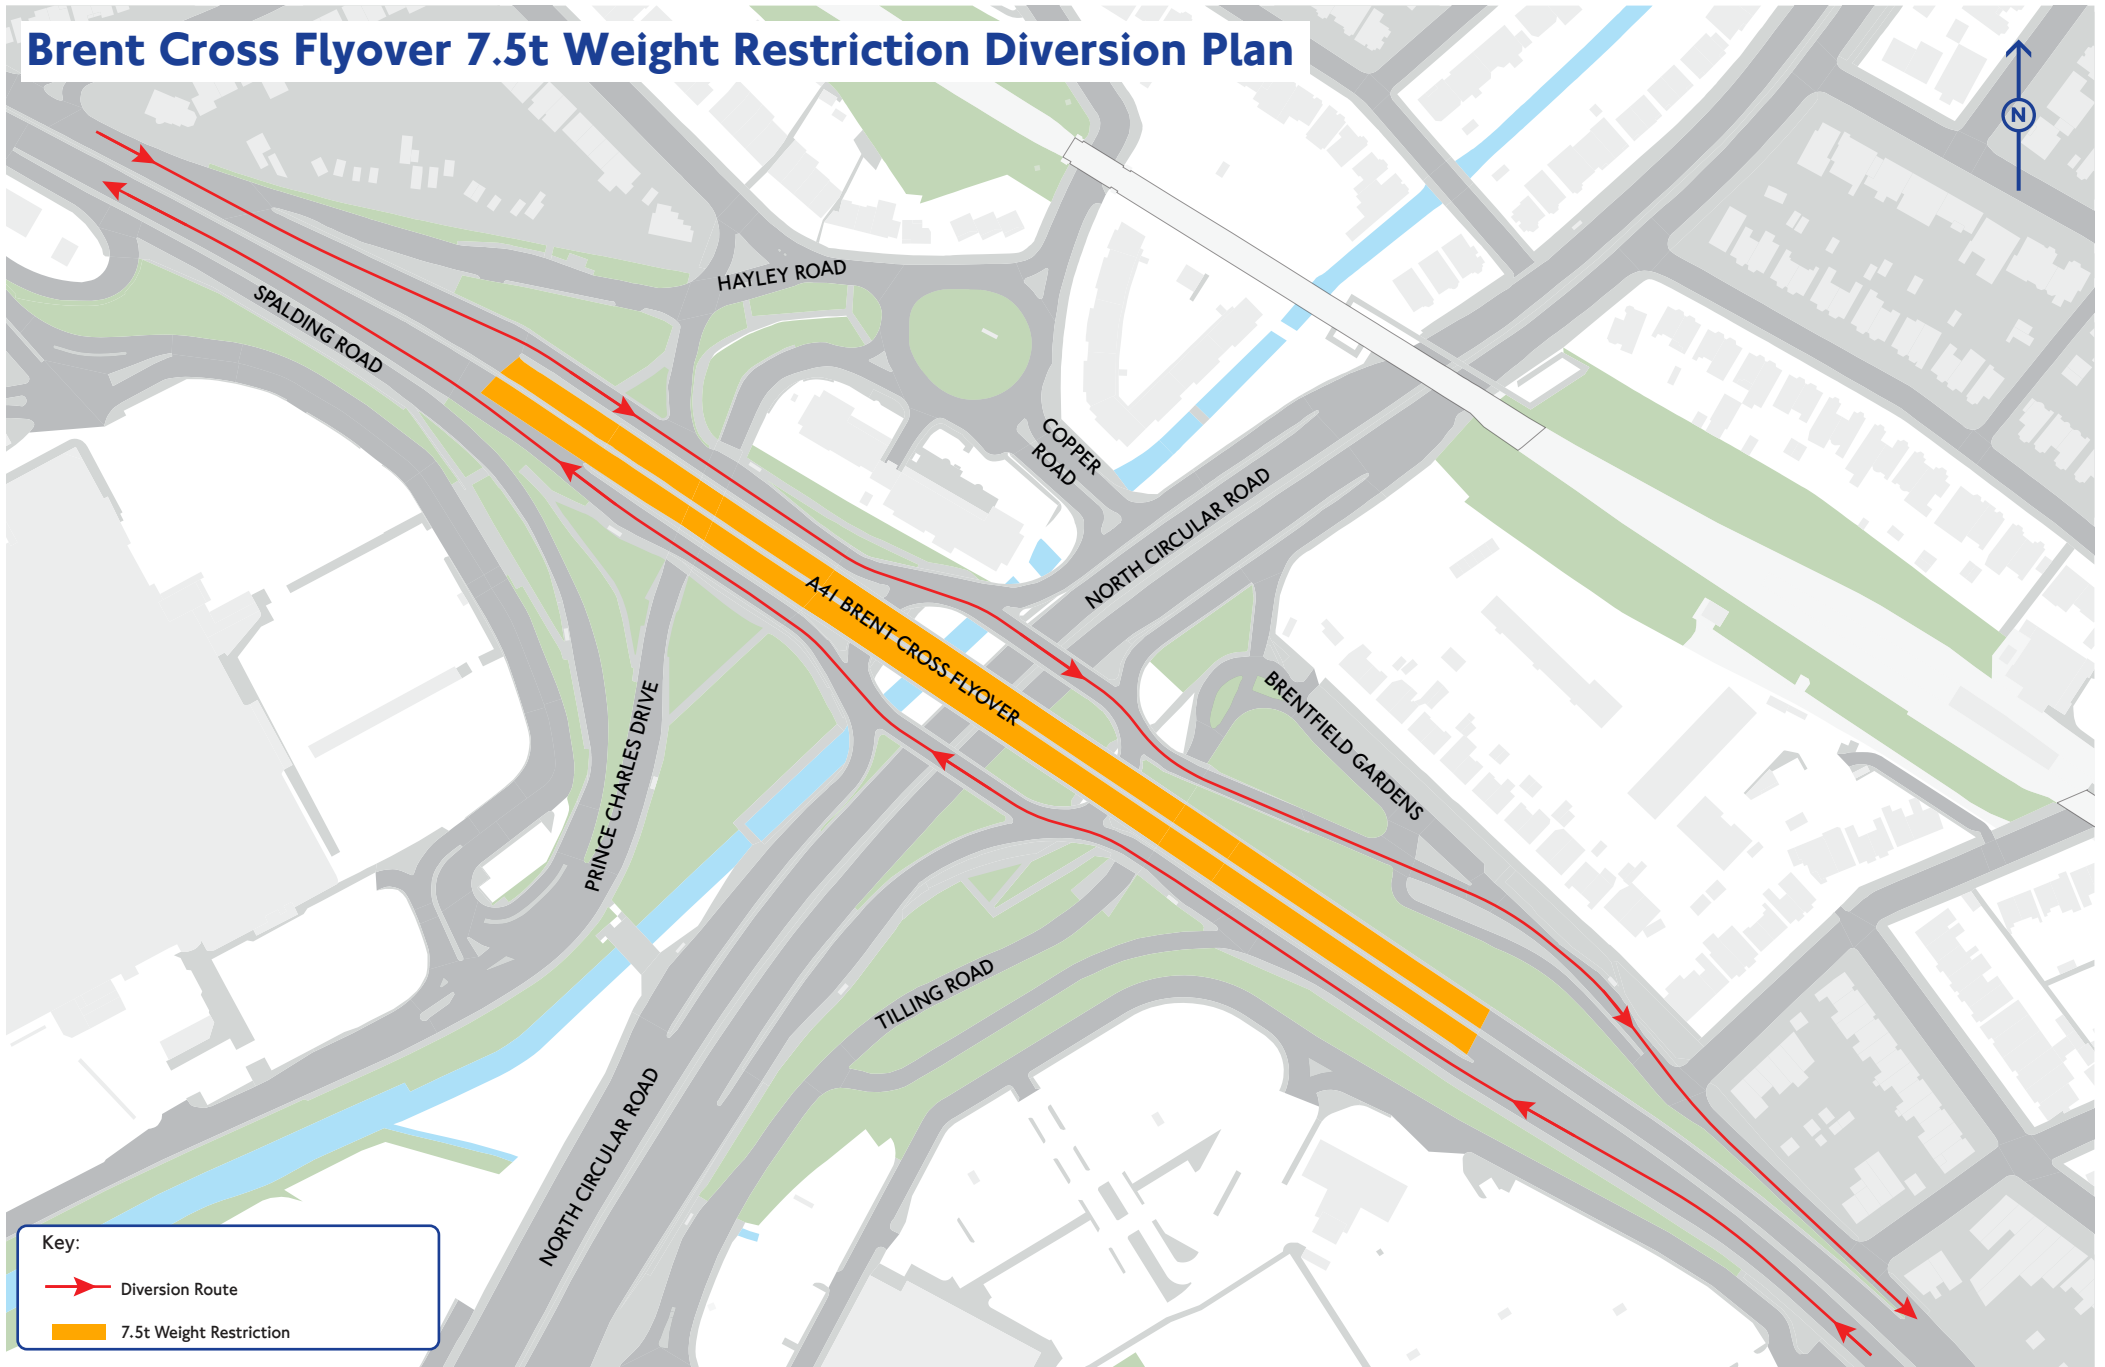 Brent Cross Flyover 7.5t Weight Restriction Diversion Plan
N
HAYLEY ROAD
SPALDING ROAD
COPPER
ROAD
NORTH CIRCULAR ROAD
A41 BRENT CROSS FLYOVER
BRENTFIELD GARDENS
PRINCE CHARLES DRIVE
TILLING ROAD
NORTH CIRCULAR ROAD
Key:
Diversion Route
7.5t Weight Restriction